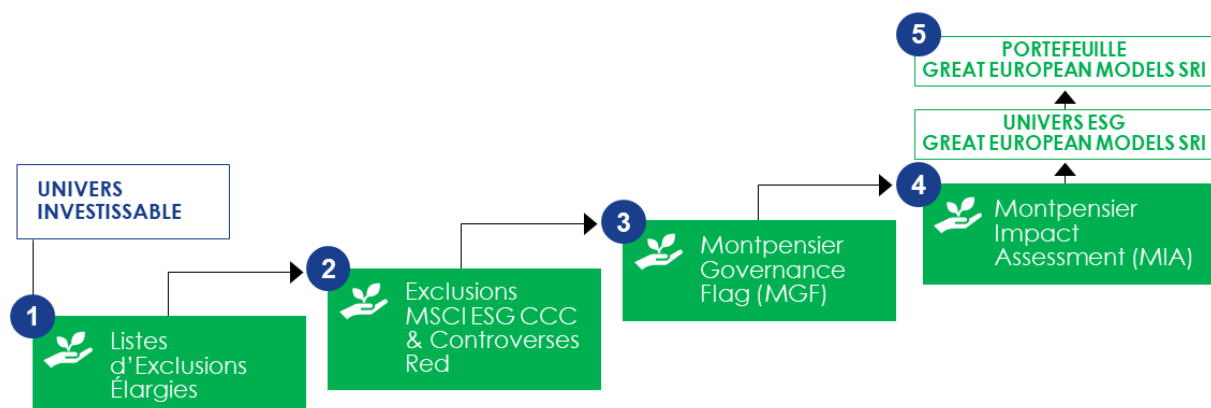 UNIVERS
INVESTISSABLE
1
Listes
d'Exclusions
Élargies
2
Exclusions
MSCI ESG CCC
& Controverses
Red
3
Montpensier
Governance
Flag (MGF)
4
Montpensier
Impact
Assessment (MIA)
UNIVERS ESG
GREAT EUROPEAN MODELS SRI
5
PORTEFEUILLE
GREAT EUROPEAN MODELS SRI